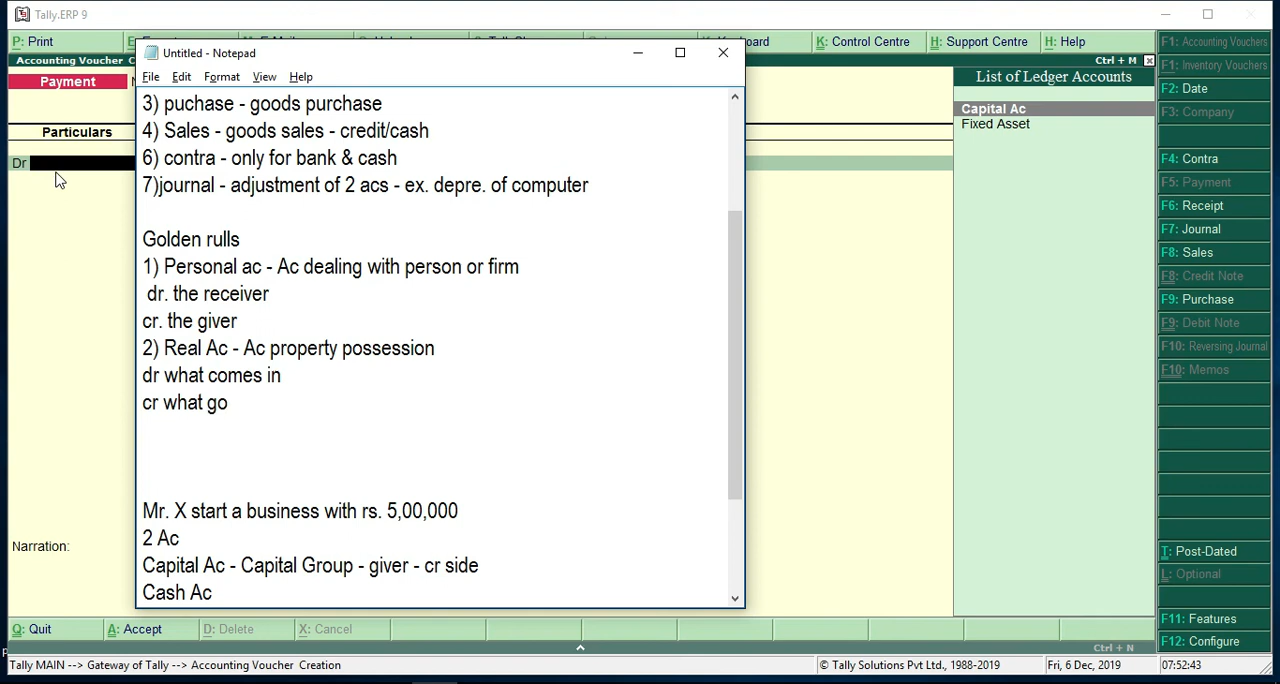 Tally.ERP 9
P: Print
K: Control Centre
H: Support Centre
H: Help
Accounting Voucher C
Ctrl + M
Payment
Particulars
Dr
Narration:
Untitled - Notepad
File Edit Format View Help
3) puchase - goods purchase
4) Sales - goods sales - credit/cash
6) contra - only for bank & cash
7)journal - adjustment of 2 acs - ex. depre. of computer
Golden rulls
1) Personal ac - Ac dealing with person or firm
dr. the receiver
cr. the giver
2) Real Ac - Ac property possession
dr what comes in
cr what go
Mr. X start a business with rs. 5,00,000
2 Ac
Capital Ac - Capital Group - giver - cr side
Cash Ac
List of Ledger Accounts
Capital Ac
Fixed Asset
F1: Accounting Vouchers
F1: Inventory Vouchers
F2: Date
F3: Company
F4: Contra
F5: Payment
F6: Receipt
F7: Journal
F8: Sales
F8: Credit Note
F9: Purchase
F9: Debit Note
F10: Reversing Journal
F10: Memos
T: Post-Dated
L: Optional
F11: Features
F12: Configure
Q: Quit
A: Accept
D: Delete
X: Cancel
Ctrl + N
Tally MAIN --> Gateway of Tally --> Accounting Voucher Creation
© Tally Solutions Pvt Ltd., 1988-2019
Fri, 6 Dec, 2019
07:52:43